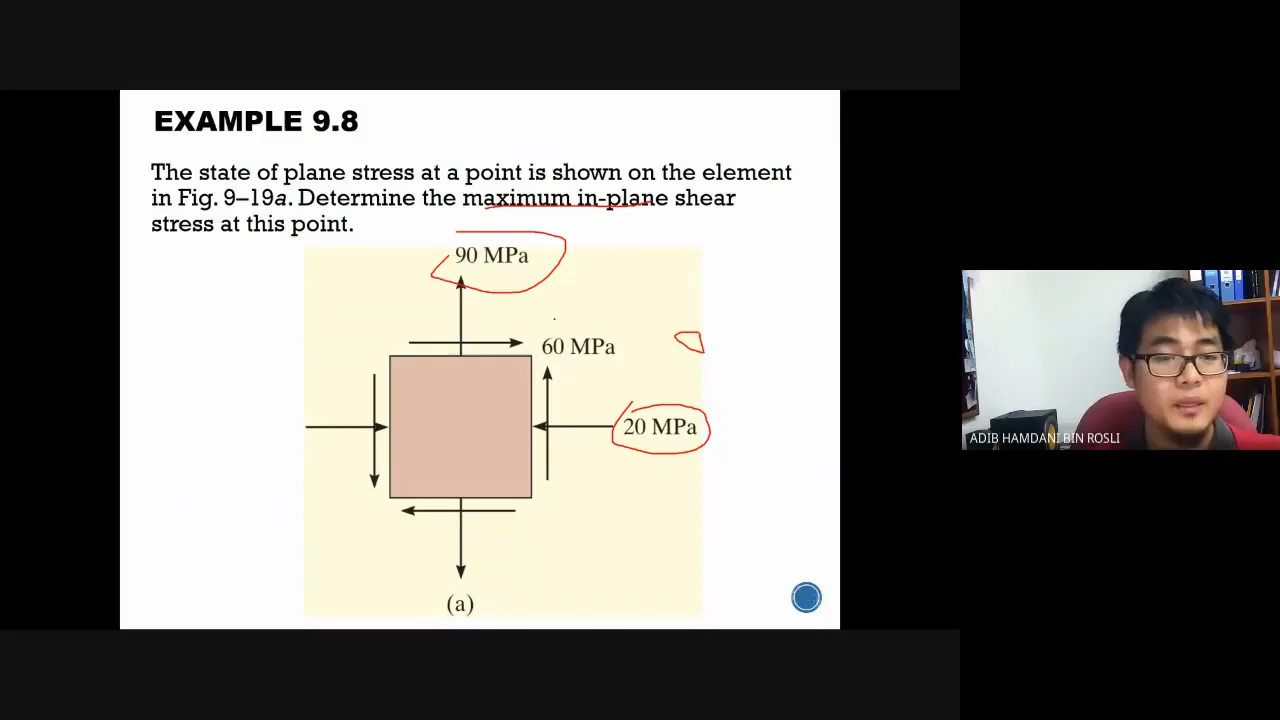 EXAMPLE 9.8
The state of plane stress at a point is shown on the element
in Fig. 9–19a. Determine the maximum in-plane shear
stress at this point.
90 MPa
60 MPa
20 MPa
(a)
ADIB HAMDANI BIN ROSLI